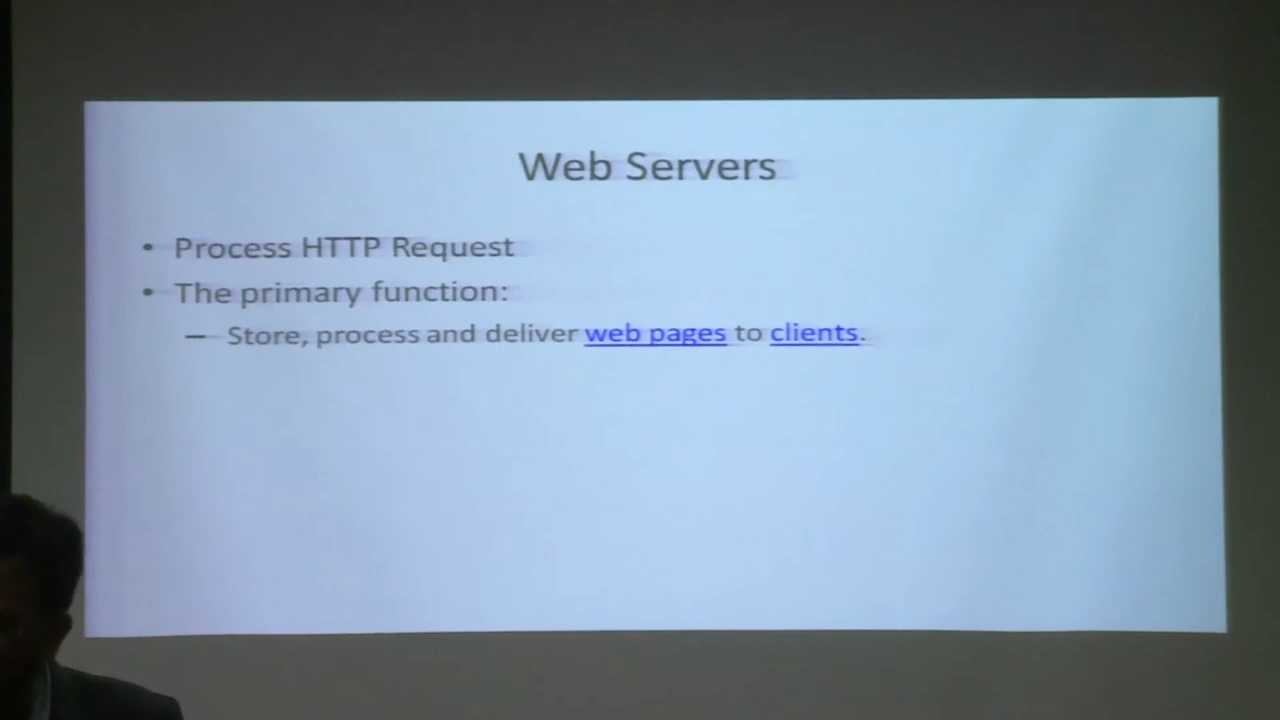 Web Servers
• Process HTTP Request
• The primary function:
– Store, process and deliver web pages to clients.